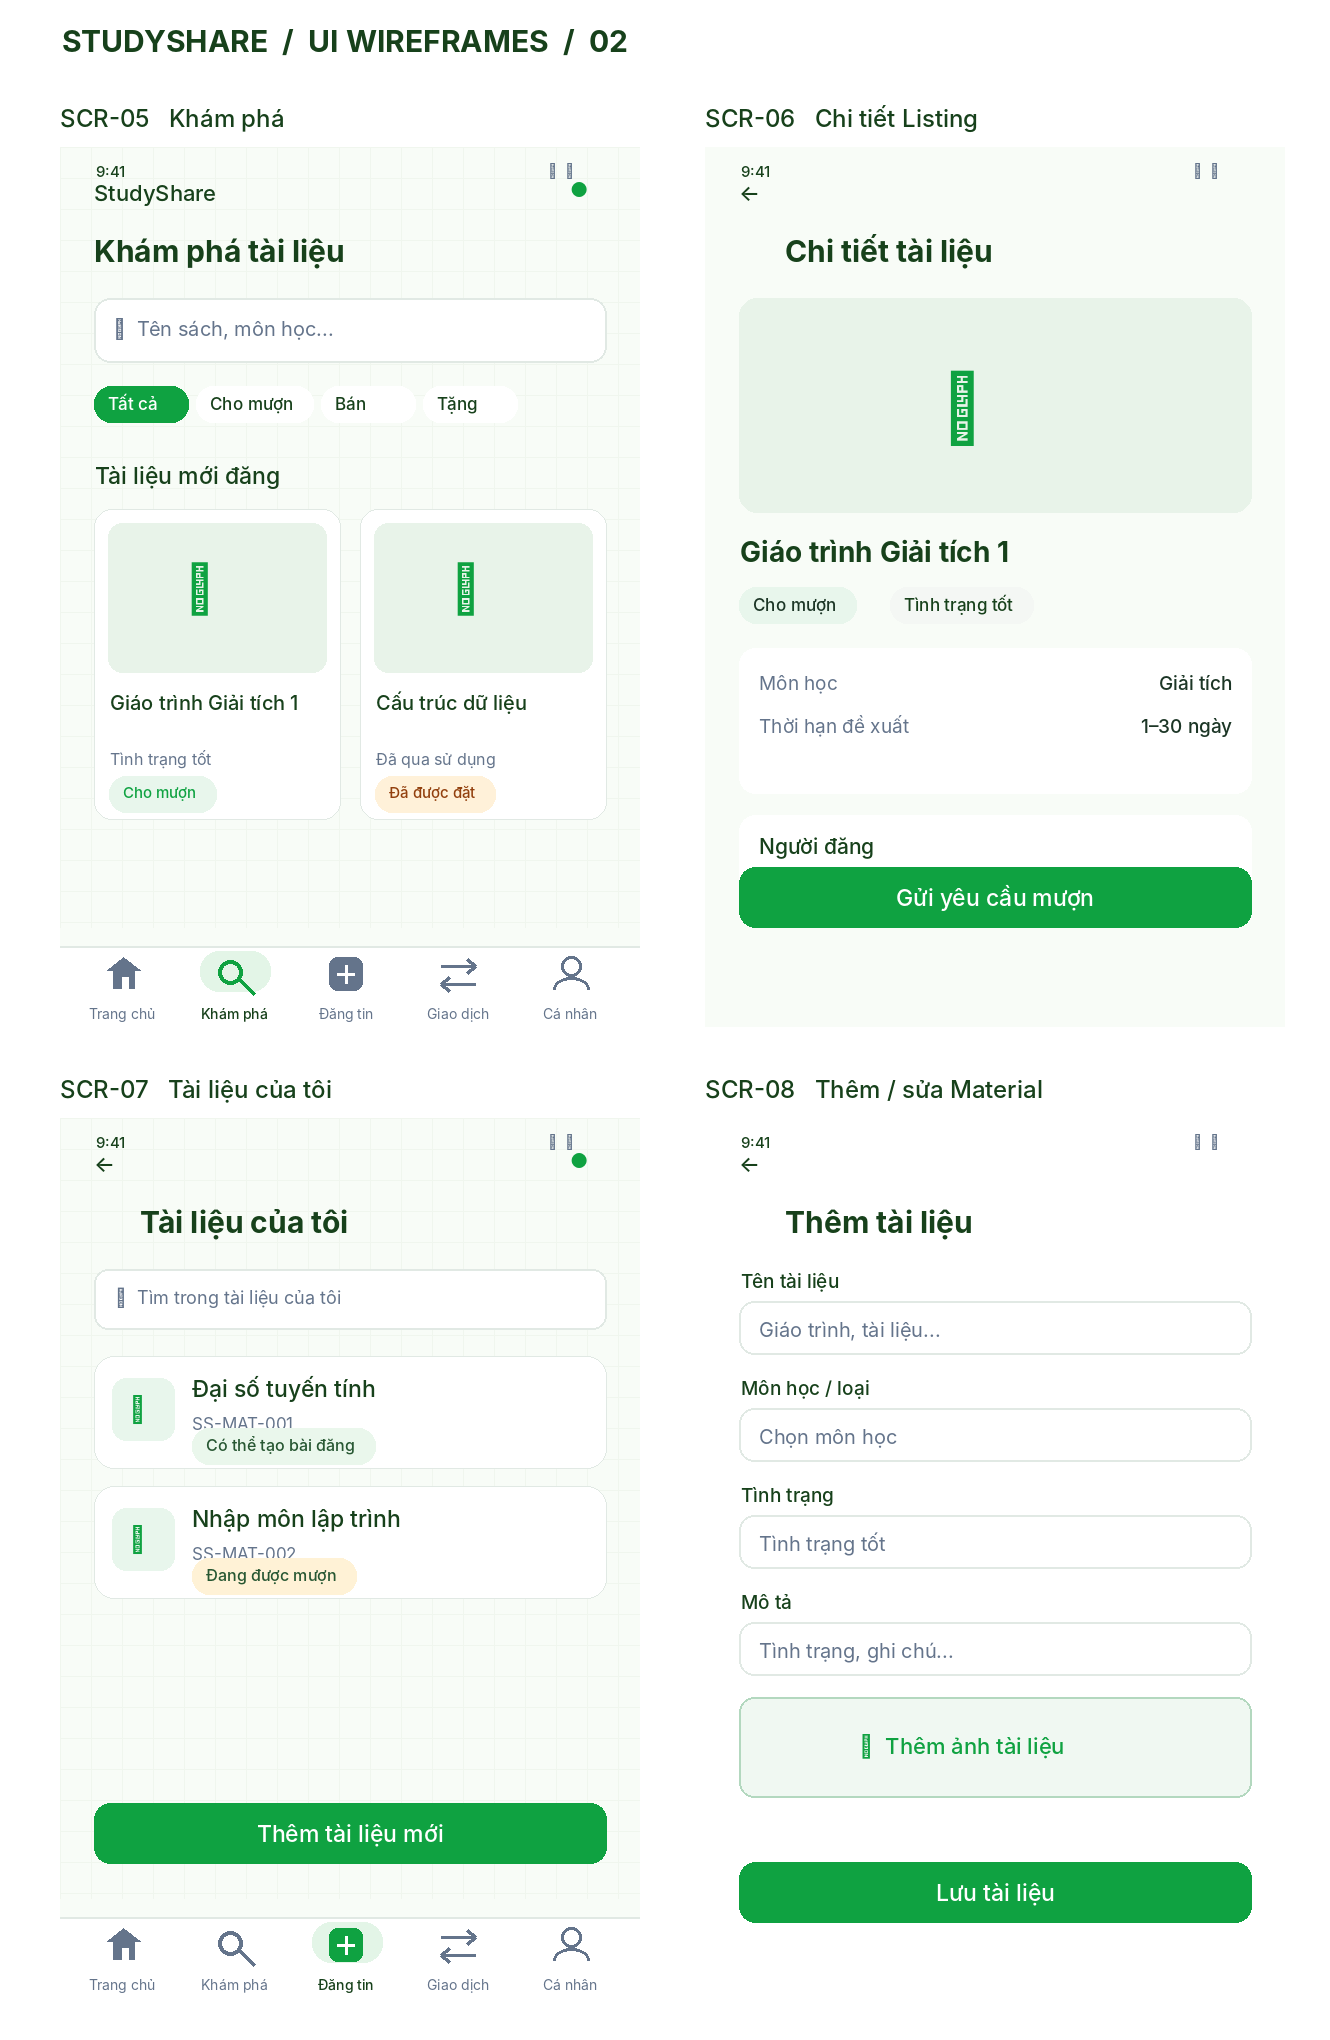 STUDYSHARE / UI WIREFRAMES / 02
SCR-05 Khám phá
9:41
StudyShare
Khám phá tài liệu
Tên sách, môn học...
Tất cả
Cho mượn
Bán
Tặng
Tài liệu mới đăng
NO GLYPH
Giáo trình Giải tích 1
Tình trạng tốt
Cho mượn
NO GLYPH
Cấu trúc dữ liệu
Đã qua sử dụng
Đã được đặt
Trang chủ
Khám phá
Đăng tin
Giao dịch
Cá nhân
SCR-06 Chi tiết Listing
9:41
←
Chi tiết tài liệu
NO GLYPH
Giáo trình Giải tích 1
Cho mượn
Tình trạng tốt
Môn học Giải tích
Thời hạn đề xuất 1–30 ngày
Người đăng
Gửi yêu cầu mượn
SCR-07 Tài liệu của tôi
9:41
←
Tài liệu của tôi
Tìm trong tài liệu của tôi
NO GLYPH
Đại số tuyến tính
SS-MAT-001
Có thể tạo bài đăng
NO GLYPH
Nhập môn lập trình
SS-MAT-002
Đang được mượn
Thêm tài liệu mới
Trang chủ
Khám phá
Đăng tin
Giao dịch
Cá nhân
SCR-08 Thêm / sửa Material
9:41
←
Thêm tài liệu
Tên tài liệu
Giáo trình, tài liệu...
Môn học / loại
Chọn môn học
Tình trạng
Tình trạng tốt
Mô tả
Tình trạng, ghi chú...
Thêm ảnh tài liệu
Lưu tài liệu